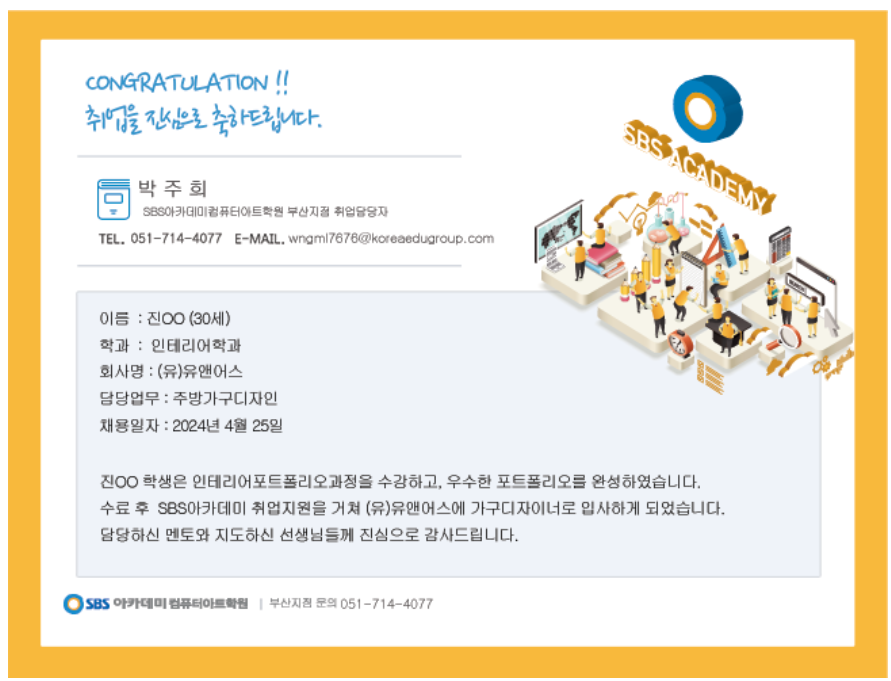 CONGRATULATION !!
취업을 진심으로 축하드립니다.
SBS ACADEMY
박 주 희
SBS아카데미컴퓨터아트학원 부산지점 취업담당자
TEL. 051-714-4077 E-MAIL. wngml7676@koreaedugroup.com
이름 : 진OO (30세)
학과 : 인테리어학과
회사명 : (유)유앤어스
담당업무 : 주방가구디자인
채용일자 : 2024년 4월 25일
진OO 학생은 인테리어포트폴리오과정을 수강하고, 우수한 포트폴리오를 완성하였습니다.
수료 후 SBS아카데미 취업지원을 거쳐 (유)유앤어스에 가구디자이너로 입사하게 되었습니다.
담당하신 멘토와 지도하신 선생님들께 진심으로 감사드립니다.
SBS 아카데미 컴퓨터아트학원 | 부산지점 문의 051-714-4077